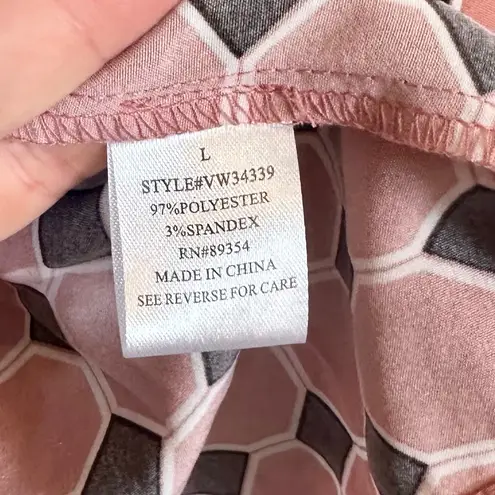 L
STYLE#VW34339
97%POLYESTER
3%SPANDEX
RN#89354
MADE IN CHINA
SEE REVERSE FOR CARE